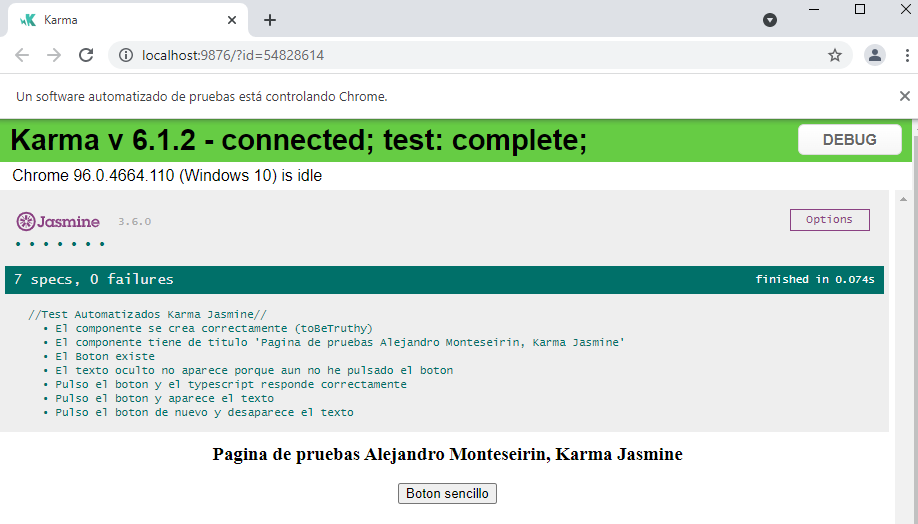 Karma
localhost:9876/?id=54828614
Un software automatizado de pruebas está controlando Chrome.
Karma v 6.1.2 - connected; test: complete;
DEBUG
Chrome 96.0.4664.110 (Windows 10) is idle
Jasmine 3.6.0
Options
7 specs, 0 failures
finished in 0.074s
//Test Automatizados Karma Jasmine//
• El componente se crea correctamente (toBeTruthy)
• El componente tiene de titulo 'Pagina de pruebas Alejandro Monteseirin, Karma Jasmine'
• El Boton existe
• El texto oculto no aparece porque aun no he pulsado el boton
• Pulso el boton y el typescript responde correctamente
• Pulso el boton y aparece el texto
• Pulso el boton de nuevo y desaparece el texto
Pagina de pruebas Alejandro Monteseirin, Karma Jasmine
Boton sencillo